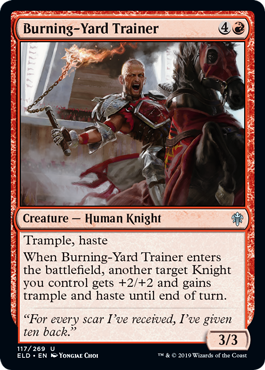 Burning-Yard Trainer 4
Creature — Human Knight
Trample, haste
When Burning-Yard Trainer enters
the battlefield, another target Knight
you control gets +2/+2 and gains
trample and haste until end of turn.
“For every scar I’ve received, I’ve given
ten back.”
3/3
117/269 U
ELD • EN Yongjae Choi
™ & © 2019 Wizards of the Coast